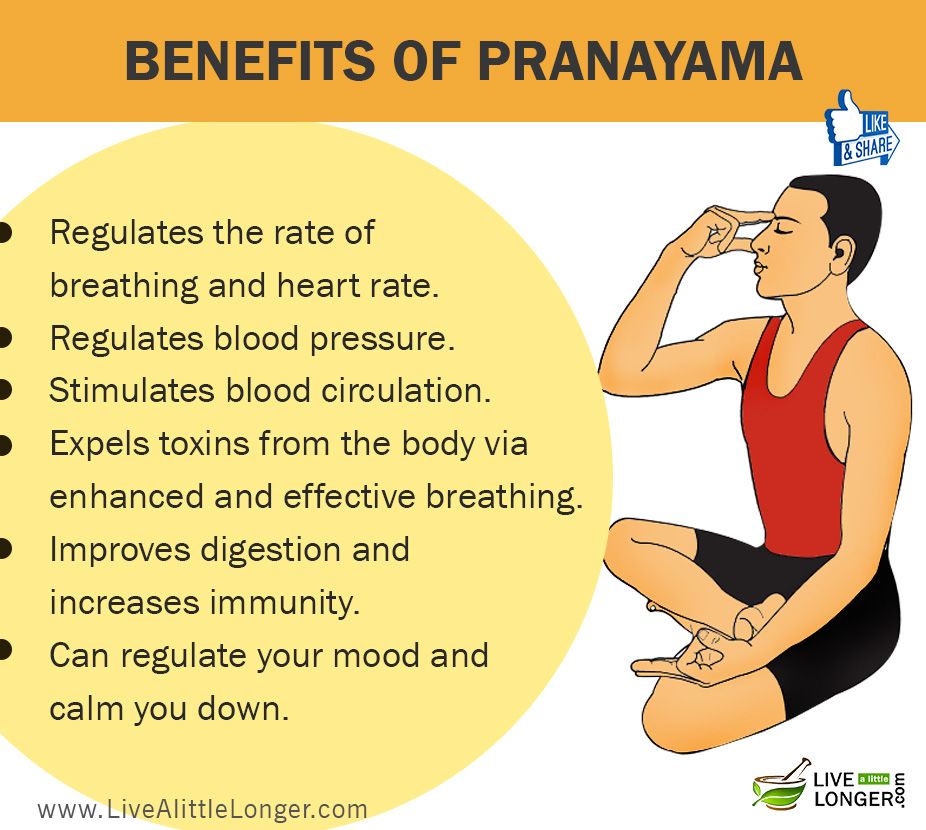 BENEFITS OF PRANAYAMA
LIKE
& SHARE
• Regulates the rate of
breathing and heart rate.
• Regulates blood pressure.
• Stimulates blood circulation.
• Expels toxins from the body via
enhanced and effective breathing.
• Improves digestion and
increases immunity.
• Can regulate your mood and
calm you down.
www.LiveAlittleLonger.com
LIVE a little
LONGER.com